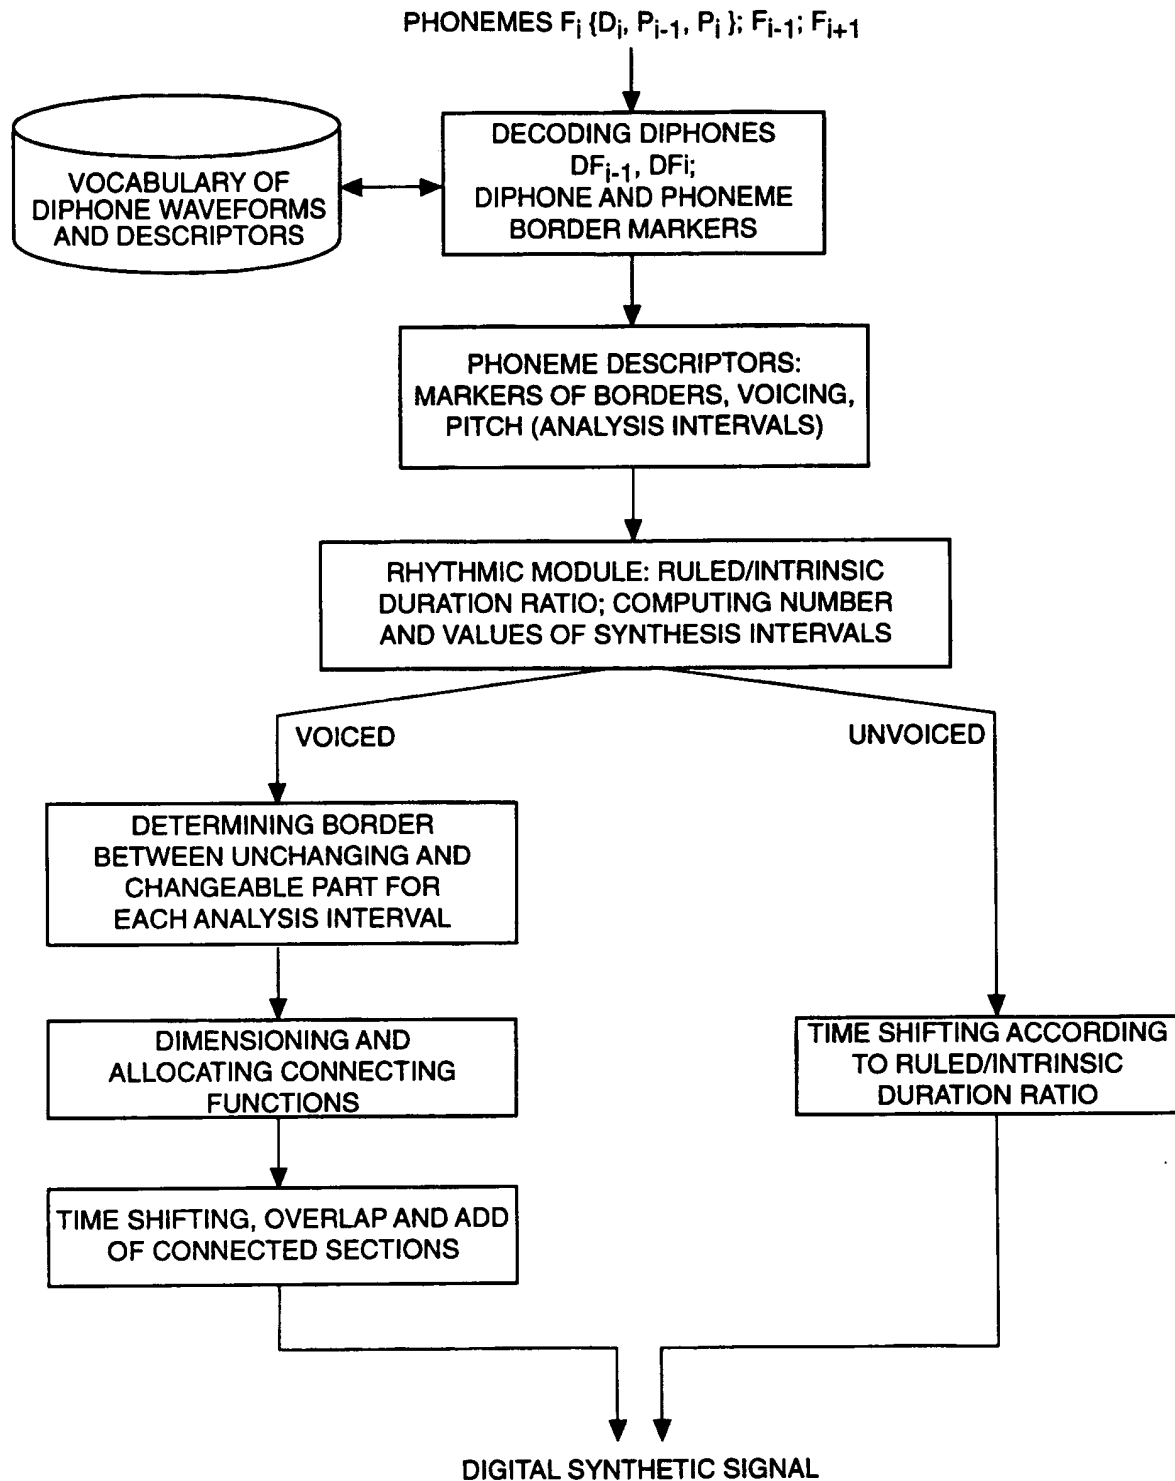 PHONEMES Fi {Di, Pi-1, Pi }; Fi-1; Fi+1
VOCABULARY OF
DIPHONE WAVEFORMS
AND DESCRIPTORS
DECODING DIPHONES
DFi-1, DFi;
DIPHONE AND PHONEME
BORDER MARKERS
PHONEME DESCRIPTORS:
MARKERS OF BORDERS, VOICING,
PITCH (ANALYSIS INTERVALS)
RHYTHMIC MODULE: RULED/INTRINSIC
DURATION RATIO; COMPUTING NUMBER
AND VALUES OF SYNTHESIS INTERVALS
VOICED
UNVOICED
DETERMINING BORDER
BETWEEN UNCHANGING AND
CHANGEABLE PART FOR
EACH ANALYSIS INTERVAL
DIMENSIONING AND
ALLOCATING CONNECTING
FUNCTIONS
TIME SHIFTING ACCORDING
TO RULED/INTRINSIC
DURATION RATIO
TIME SHIFTING, OVERLAP AND ADD
OF CONNECTED SECTIONS
DIGITAL SYNTHETIC SIGNAL